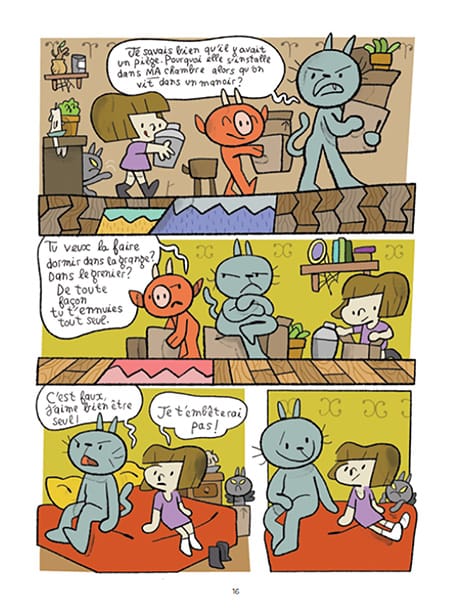 Je savais bien qu'il y avait
un piège. Pourquoi elle s'installe
dans MA chambre alors qu'on
vit dans un manoir?
Tu veux la faire
dormir dans la grange?
Dans le grenier?
De toute
façon
tu t'ennuies
tout seul.
C'est faux,
j'aime bien être
seul!
Je t'embêterai
pas!
16